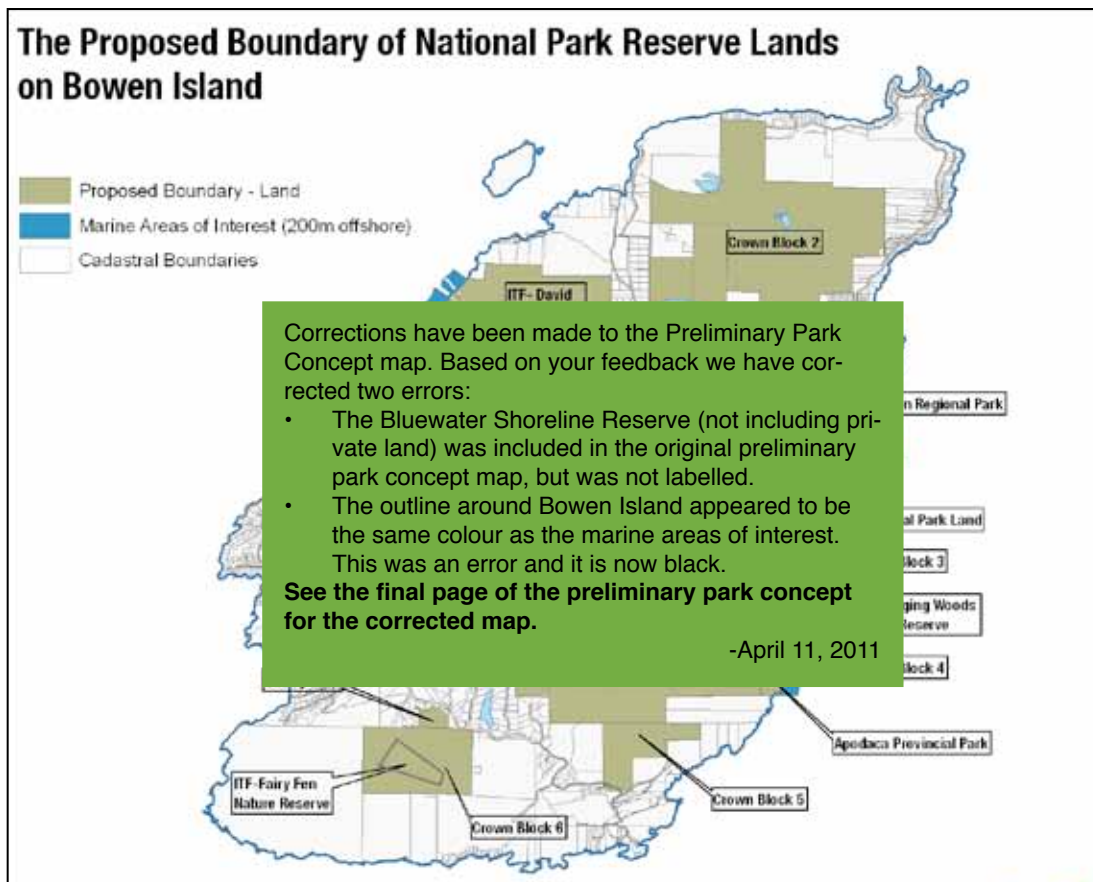 The Proposed Boundary of National Park Reserve Lands
on Bowen Island
Proposed Boundary - Land
Marine Areas of Interest (200m offshore)
Cadastral Boundaries
Crown Block 2
ITF- David
Corrections have been made to the Preliminary Park
Concept map. Based on your feedback we have cor-
rected two errors:
• The Bluewater Shoreline Reserve (not including pri-
vate land) was included in the original preliminary
park concept map, but was not labelled.
• The outline around Bowen Island appeared to be
the same colour as the marine areas of interest.
This was an error and it is now black.
See the final page of the preliminary park concept
for the corrected map.
-April 11, 2011
n Regional Park
al Park Land
lock 3
ging Woods
Reserve
lock 4
Apodaca Provincial Park
Crown Block 5
ITF-Fairy Fen
Nature Reserve
Crown Block 6